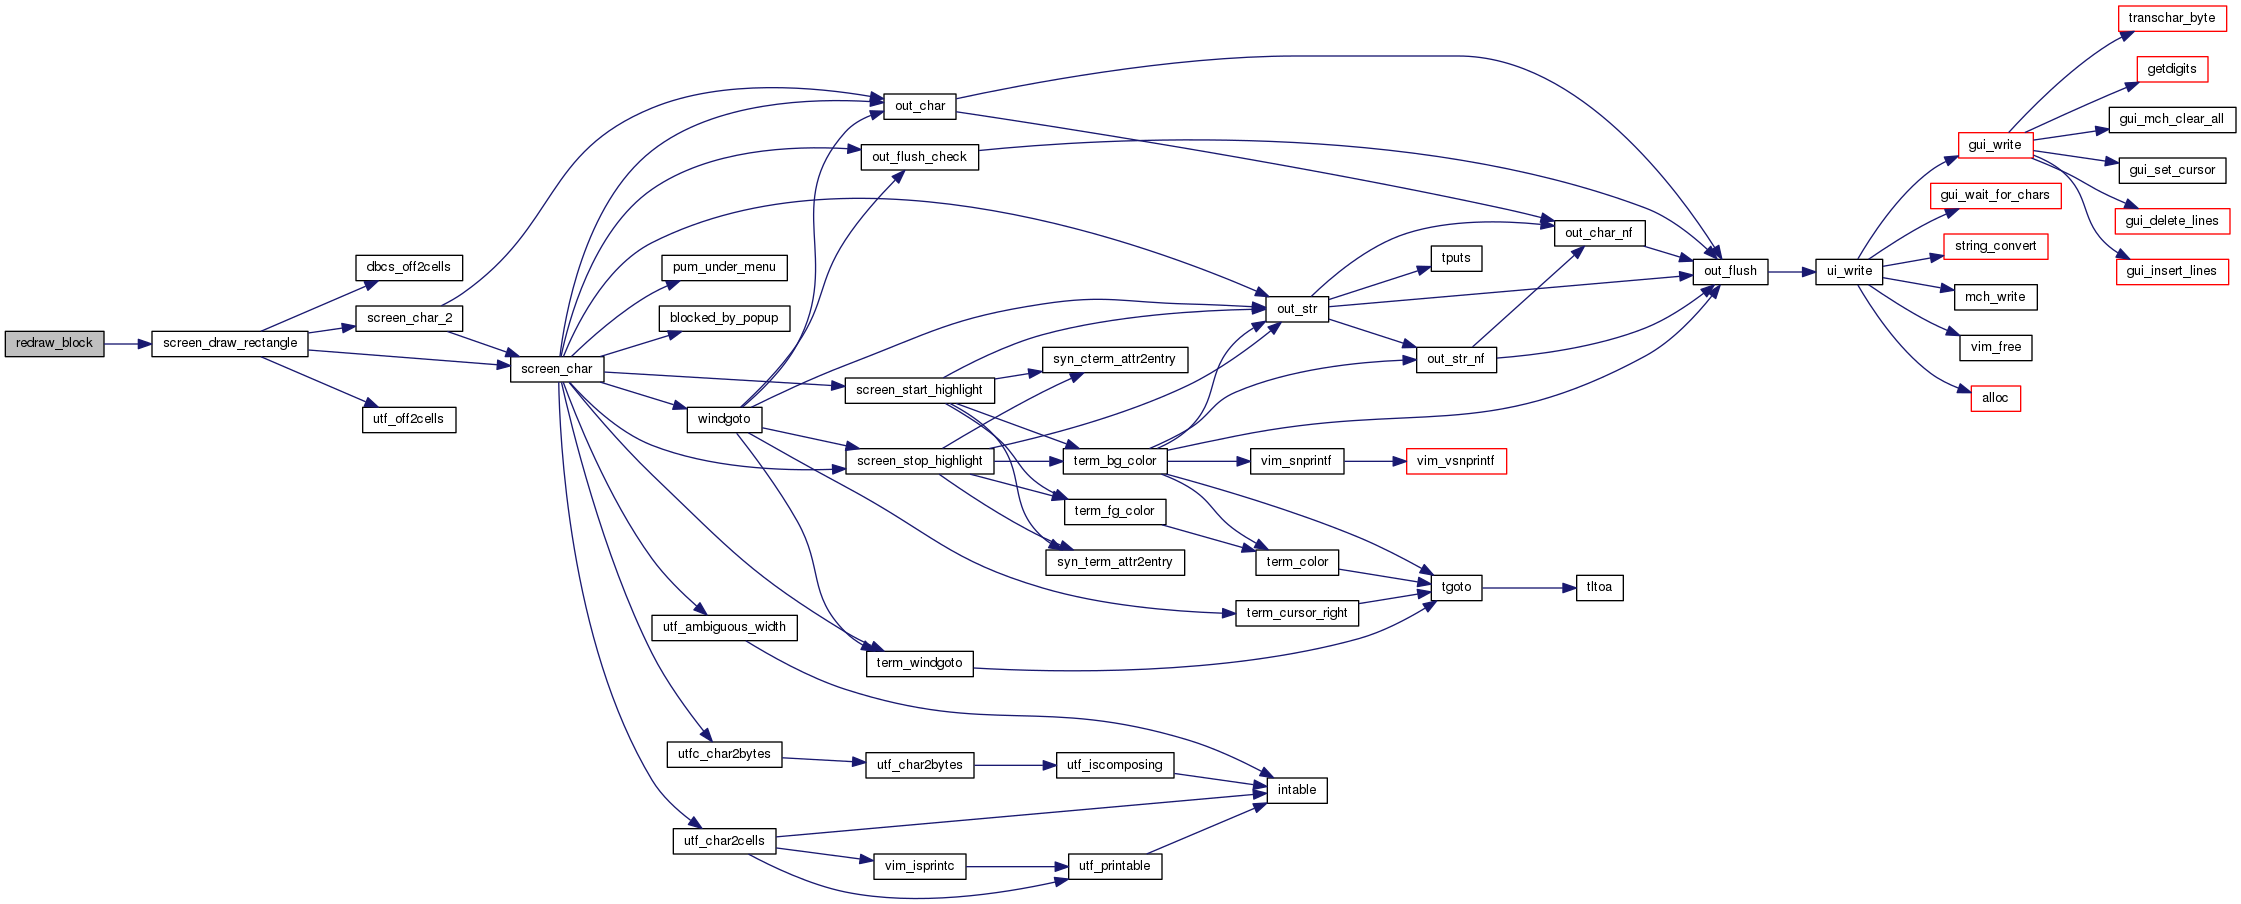 redraw_block
screen_draw_rectangle
dbcs_off2cells
screen_char_2
utf_off2cells
screen_char
out_char
out_flush_check
pum_under_menu
blocked_by_popup
windgoto
screen_start_highlight
screen_stop_highlight
utf_ambiguous_width
term_windgoto
utfc_char2bytes
utf_char2bytes
utf_iscomposing
utf_char2cells
vim_isprintc
utf_printable
intable
syn_cterm_attr2entry
term_bg_color
term_fg_color
syn_term_attr2entry
out_str
vim_snprintf
vim_vsnprintf
term_color
term_cursor_right
tgoto
tltoa
tputs
out_str_nf
out_char_nf
out_flush
ui_write
gui_write
gui_wait_for_chars
string_convert
mch_write
vim_free
alloc
transchar_byte
getdigits
gui_mch_clear_all
gui_set_cursor
gui_delete_lines
gui_insert_lines